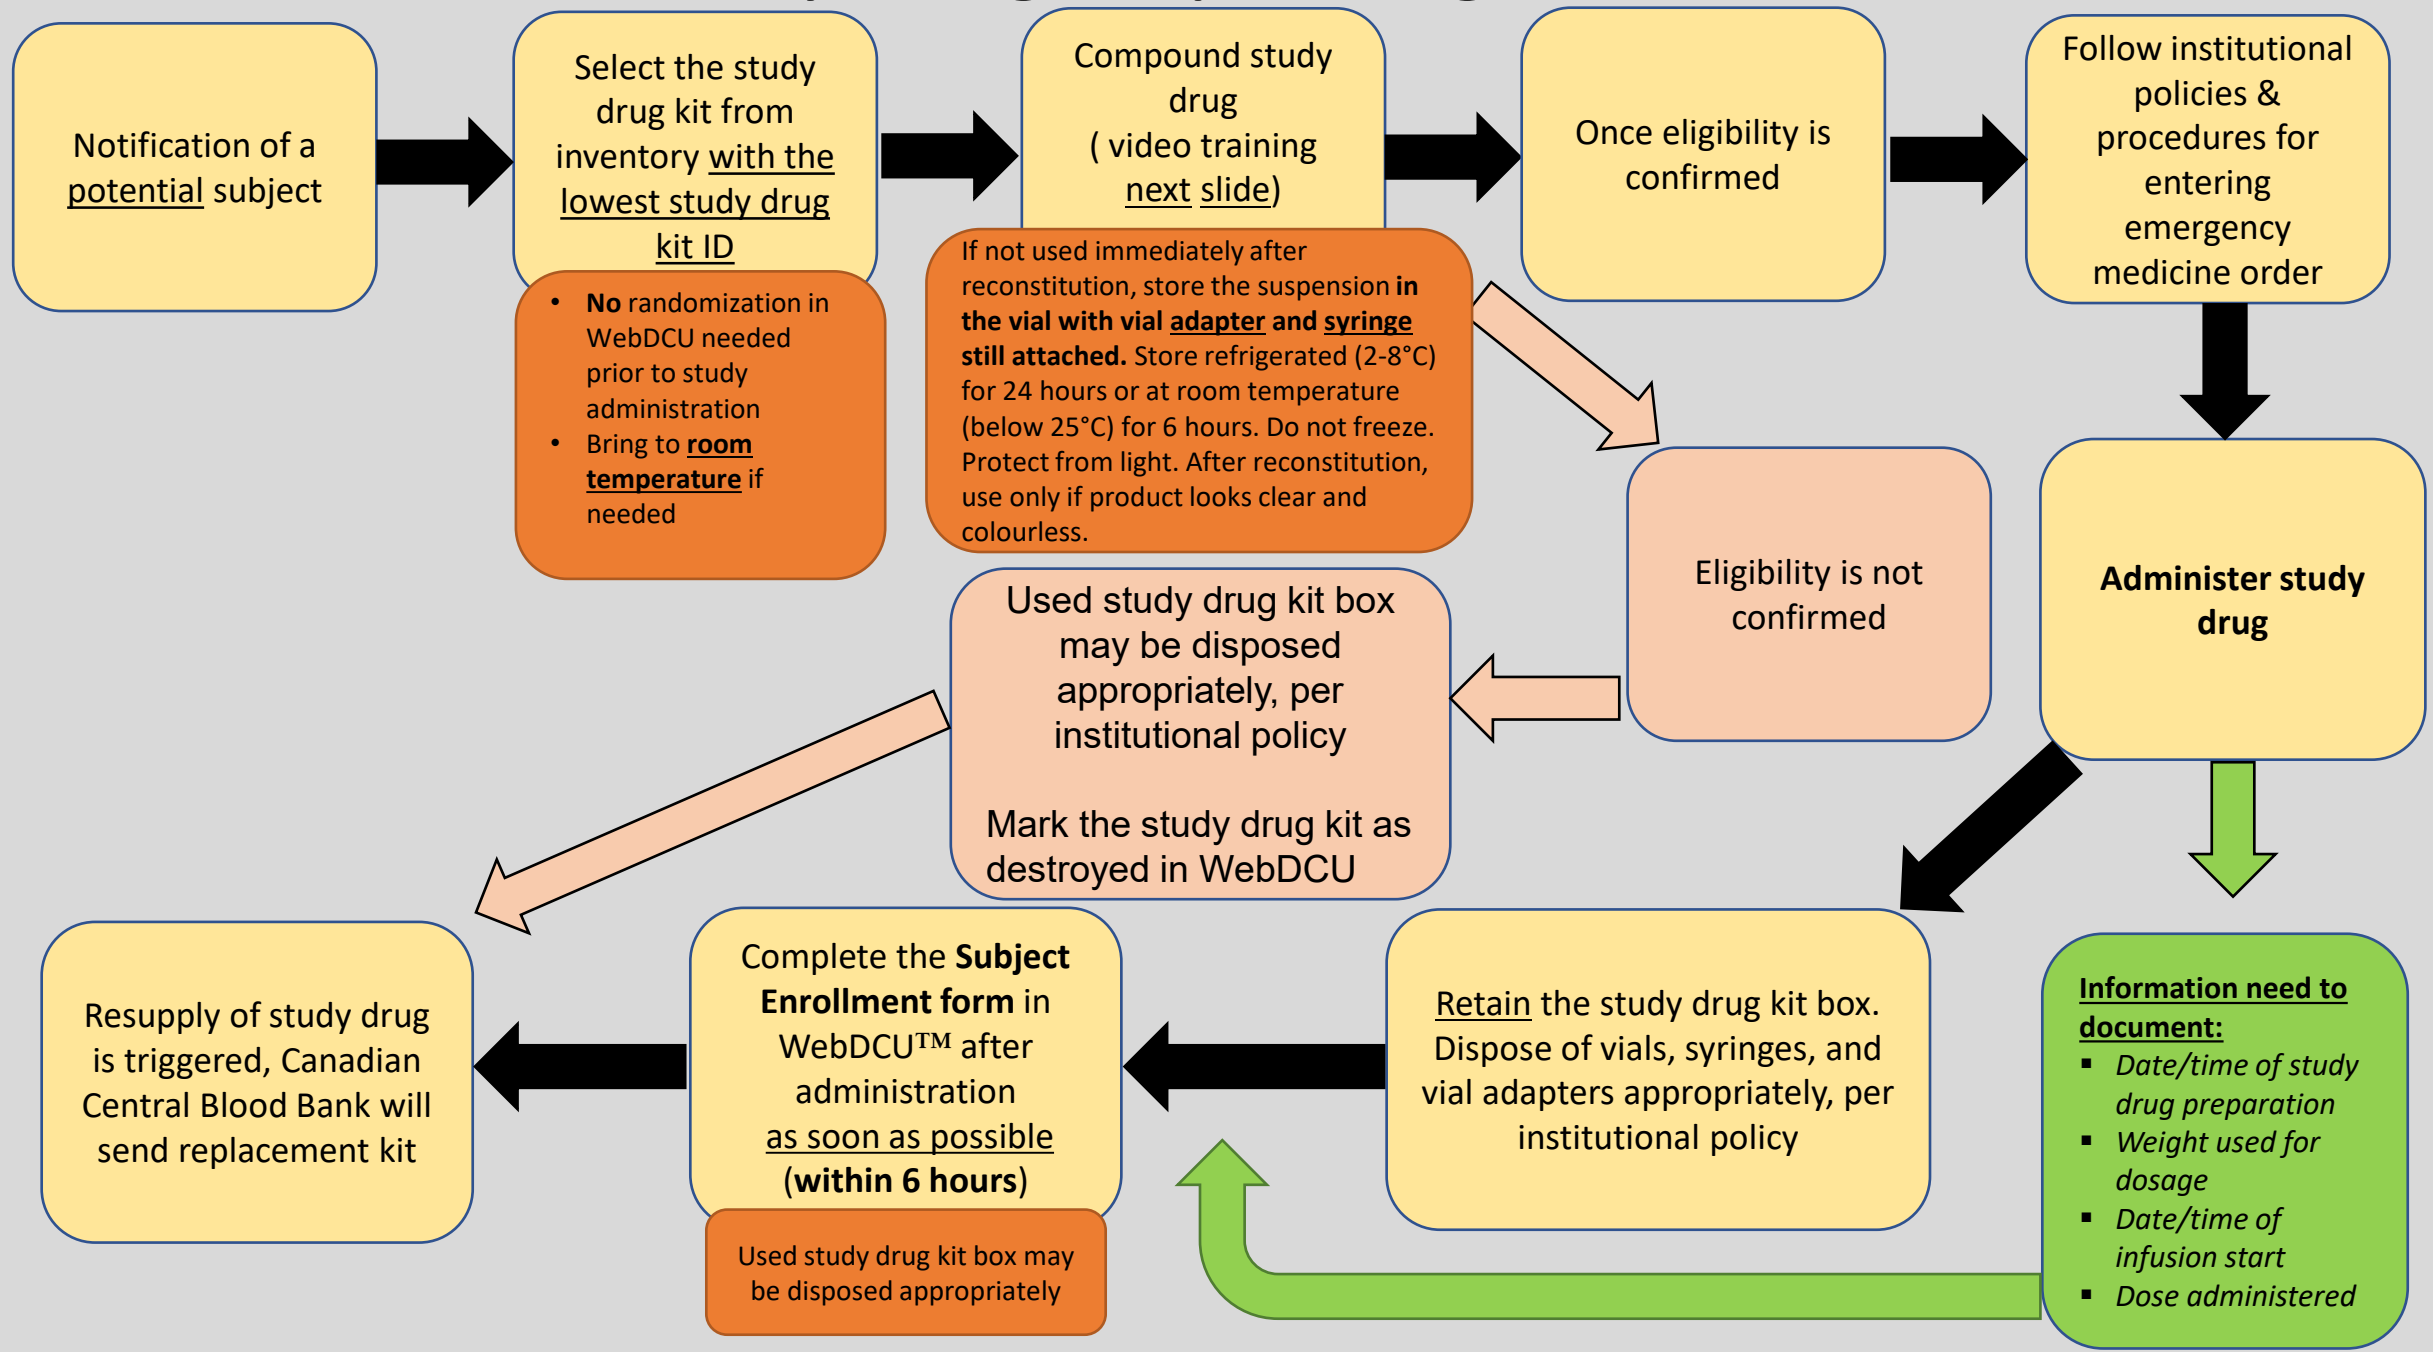 Notification of a
potential subject
Select the study
drug kit from
inventory with the
lowest study drug
kit ID
• No randomization in
WebDCU needed
prior to study
administration
• Bring to room
temperature if
needed
Compound study
drug
( video training
next slide)
If not used immediately after
reconstitution, store the suspension in
the vial with vial adapter and syringe
still attached. Store refrigerated (2-8°C)
for 24 hours or at room temperature
(below 25°C) for 6 hours. Do not freeze.
Protect from light. After reconstitution,
use only if product looks clear and
colourless.
Once eligibility is
confirmed
Follow institutional
policies &
procedures for
entering
emergency
medicine order
Eligibility is not
confirmed
Administer study
drug
Used study drug kit box
may be disposed
appropriately, per
institutional policy
Mark the study drug kit as
destroyed in WebDCU
Resupply of study drug
is triggered, Canadian
Central Blood Bank will
send replacement kit
Complete the Subject
Enrollment form in
WebDCU™ after
administration
as soon as possible
(within 6 hours)
Used study drug kit box may
be disposed appropriately
Retain the study drug kit box.
Dispose of vials, syringes, and
vial adapters appropriately, per
institutional policy
Information need to
document:
▪ Date/time of study
drug preparation
▪ Weight used for
dosage
▪ Date/time of
infusion start
▪ Dose administered